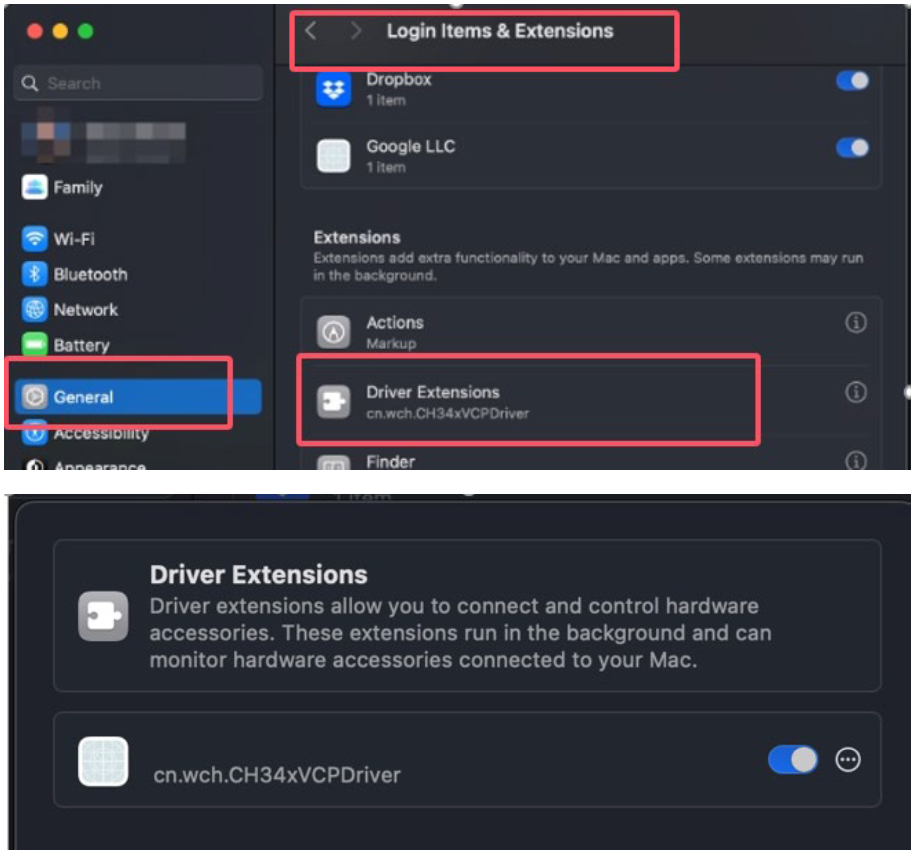 Login Items & Extensions
Search
Dropbox
1 item
Google LLC
1 item
Family
Wi-Fi
Bluetooth
Network
Battery
General
Accessibility
Appearance
Extensions
Extensions add extra functionality to your Mac and apps. Some extensions may run
in the background.
Actions
Markup
Driver Extensions
cn.wch.CH34xVCPDriver
Finder
1 item
Driver Extensions
Driver extensions allow you to connect and control hardware
accessories. These extensions run in the background and can
monitor hardware accessories connected to your Mac.
cn.wch.CH34xVCPDriver